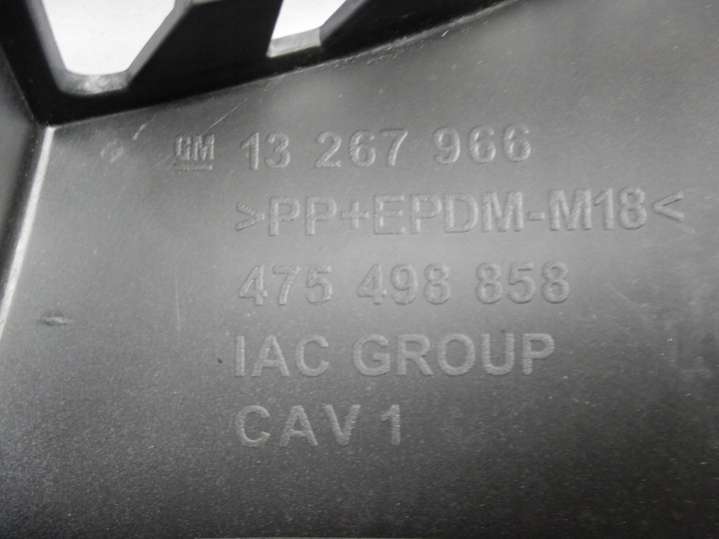 GM 13 267 966
>PP+EPDM-M18<
475 498 858
IAC GROUP
CAV 1